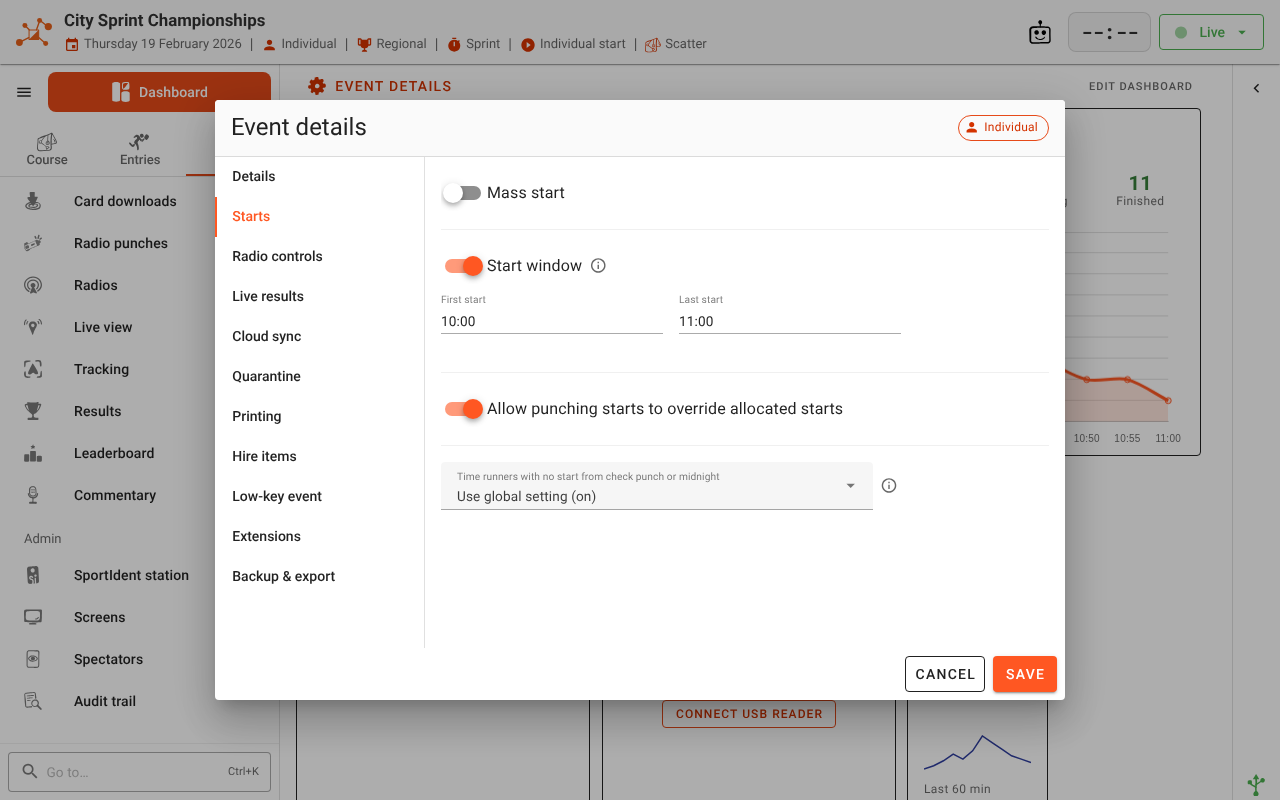 City Sprint Championships
Thursday 19 February 2026 | Individual | Regional | Sprint | Individual start | Scatter
--:--
Live
Dashboard
EVENT DETAILS
EDIT DASHBOARD
Course
Entries
Card downloads
Radio punches
Radios
Live view
Tracking
Results
Leaderboard
Commentary
Admin
SportIdent station
Screens
Spectators
Audit trail
Go to...
Ctrl+K
Event details
Individual
Details
Starts
Radio controls
Live results
Cloud sync
Quarantine
Printing
Hire items
Low-key event
Extensions
Backup & export
Mass start
Start window
First start
10:00
Last start
11:00
Allow punching starts to override allocated starts
Time runners with no start from check punch or midnight
Use global setting (on)
CANCEL
SAVE
11
Finished
10:50 10:55 11:00
CONNECT USB READER
Last 60 min